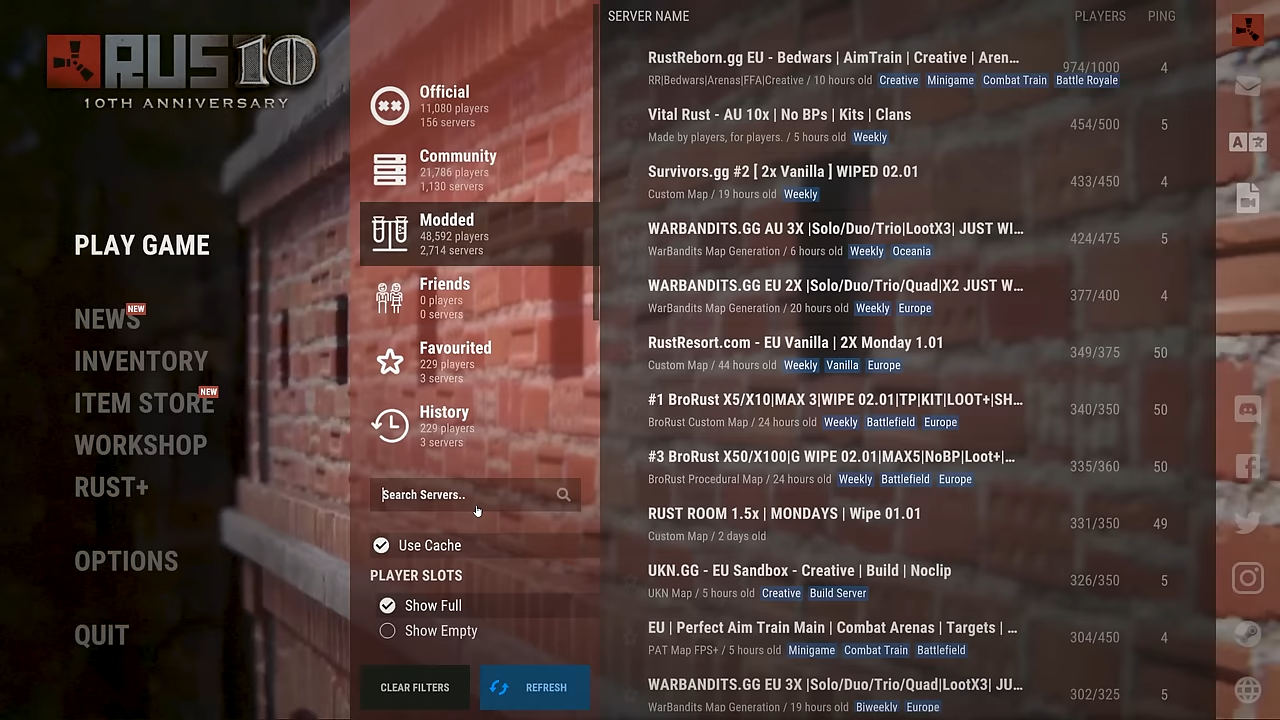 RUST10
10TH ANNIVERSARY
PLAY GAME
NEWS
NEW
INVENTORY
ITEM STORE
NEW
WORKSHOP
RUST+
OPTIONS
QUIT
Official
11,080 players
156 servers
Community
21,786 players
1,130 servers
Modded
48,592 players
2,714 servers
Friends
0 players
0 servers
Favourited
229 players
3 servers
History
229 players
3 servers
Search Servers..
Use Cache
PLAYER SLOTS
Show Full
Show Empty
CLEAR FILTERS
REFRESH
SERVER NAME PLAYERS PING
RustReborn.gg EU - Bedwars | AimTrain | Creative | Aren…
974/1000 4
RR|Bedwars|Arenas|FFA|Creative / 10 hours old Creative Minigame Combat Train Battle Royale
Vital Rust - AU 10x | No BPs | Kits | Clans
454/500 5
Made by players, for players. / 5 hours old Weekly
Survivors.gg #2 [ 2x Vanilla ] WIPED 02.01
433/450 4
Custom Map / 19 hours old Weekly
WARBANDITS.GG AU 3X |Solo/Duo/Trio|LootX3| JUST WI…
424/475 5
WarBandits Map Generation / 6 hours old Weekly Oceania
WARBANDITS.GG EU 2X |Solo/Duo/Trio/Quad|X2 JUST W…
377/400 4
WarBandits Map Generation / 20 hours old Weekly Europe
RustResort.com - EU Vanilla | 2X Monday 1.01
349/375 50
Custom Map / 44 hours old Weekly Vanilla Europe
#1 BroRust X5/X10|MAX 3|WIPE 02.01|TP|KIT|LOOT+|SH…
340/350 50
BroRust Custom Map / 24 hours old Weekly Battlefield Europe
#3 BroRust X50/X100|G WIPE 02.01|MAX5|NoBP|Loot+|…
335/360 50
BroRust Procedural Map / 24 hours old Weekly Battlefield Europe
RUST ROOM 1.5x | MONDAYS | Wipe 01.01
331/350 49
Custom Map / 2 days old
UKN.GG - EU Sandbox - Creative | Build | Noclip
326/350 5
UKN Map / 5 hours old Creative Build Server
EU | Perfect Aim Train Main | Combat Arenas | Targets | …
304/450 4
PAT Map FPS+ / 5 hours old Minigame Combat Train Battlefield
WARBANDITS.GG EU 3X |Solo/Duo/Trio/Quad|LootX3| JU…
302/325 5
WarBandits Map Generation / 19 hours old Biweekly Europe